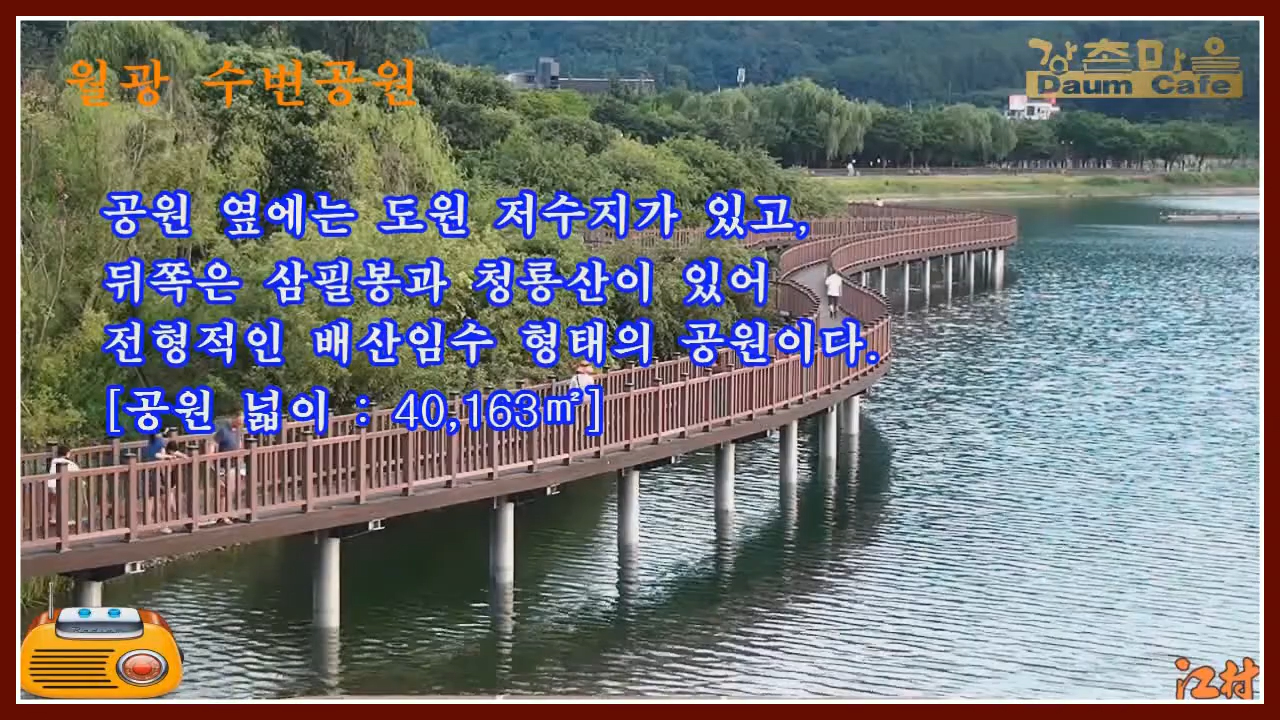 월광 수변공원
강촌마을
Daum Cafe
공원 옆에는 도원 저수지가 있고,
뒤쪽은 삼필봉과 청룡산이 있어
전형적인 배산임수 형태의 공원이다.
[공원 넓이 : 40,163㎡]
Radio
江村